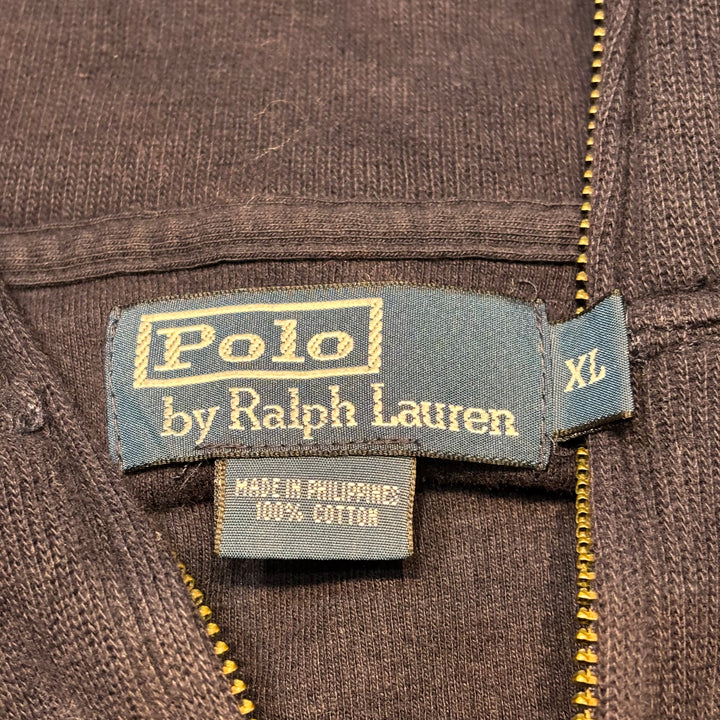 Polo
by Ralph Lauren
XL
MADE IN PHILIPPINES
100% COTTON